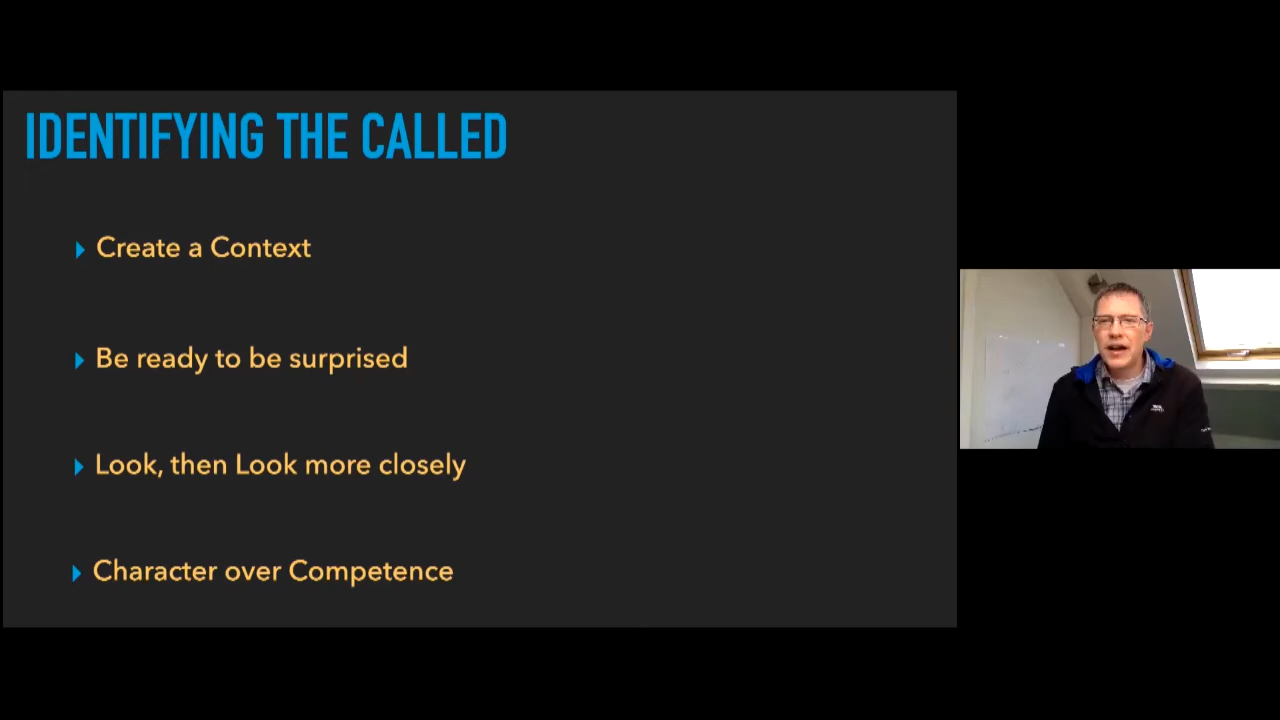 IDENTIFYING THE CALLED
Create a Context
Be ready to be surprised
Look, then Look more closely
Character over Competence